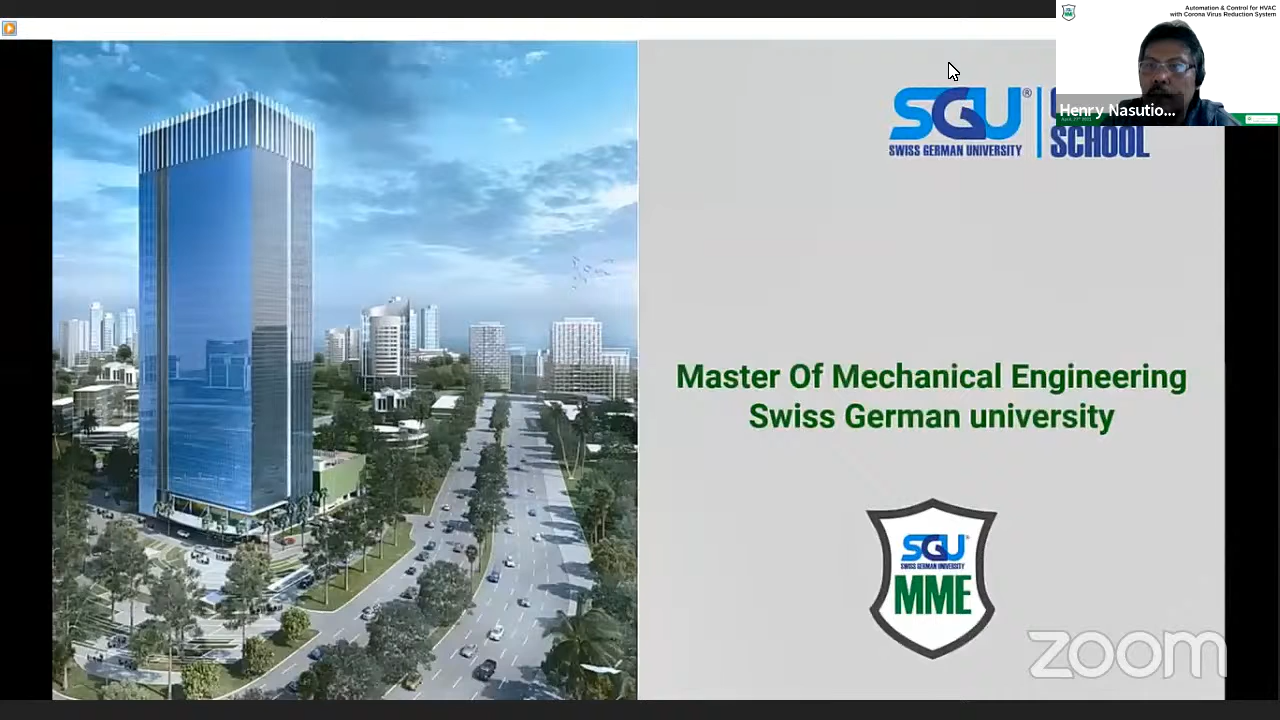 Automation & Control for HVAC
with Corona Virus Reduction System
Henry Nasutio...
SGU®
SWISS GERMAN UNIVERSITY
SCHOOL
Master Of Mechanical Engineering
Swiss German university
SGU
SWISS GERMAN UNIVERSITY
MME
zoom